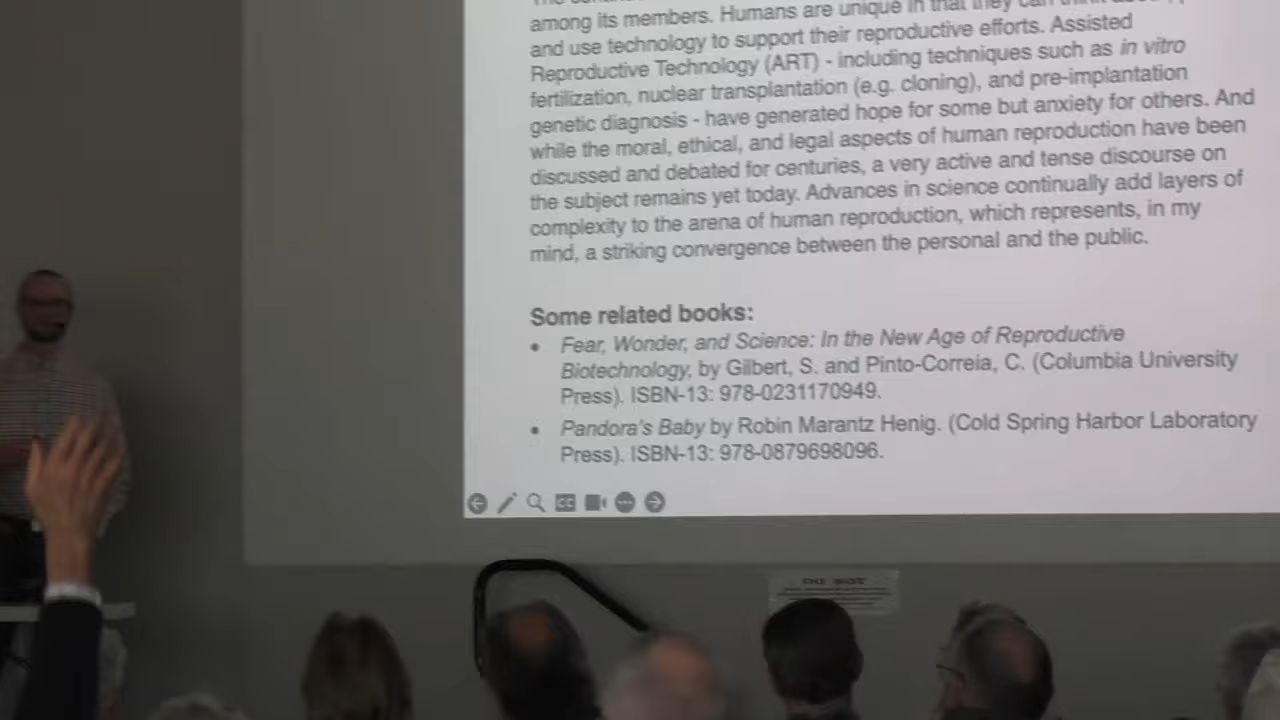 among its members. Humans are unique in that they can think
and use technology to support their reproductive efforts. Assisted
Reproductive Technology (ART) - including techniques such as in vitro
fertilization, nuclear transplantation (e.g. cloning), and pre-implantation
genetic diagnosis - have generated hope for some but anxiety for others. And
while the moral, ethical, and legal aspects of human reproduction have been
discussed and debated for centuries, a very active and tense discourse on
the subject remains yet today. Advances in science continually add layers of
complexity to the arena of human reproduction, which represents, in my
mind, a striking convergence between the personal and the public.
Some related books:
• Fear, Wonder, and Science: In the New Age of Reproductive
Biotechnology, by Gilbert, S. and Pinto-Correia, C. (Columbia University
Press). ISBN-13: 978-0231170949.
• Pandora's Baby by Robin Marantz Henig. (Cold Spring Harbor Laboratory
Press). ISBN-13: 978-0879698096.
CC